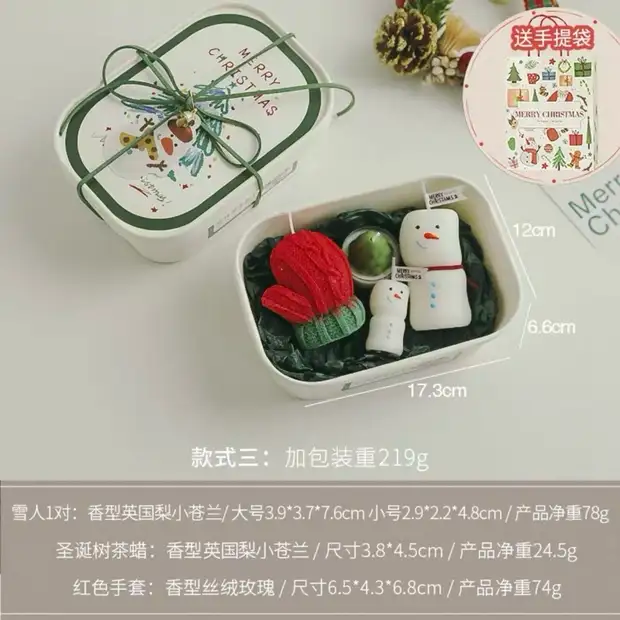 送手提袋
MERRY CHRISTMAS
MERRY
CHRISTMAS
MERRY
CHRISTMAS
MERRY
CHRISTMAS
Merry
Ch
12cm
6.6cm
17.3cm
款式三：加包装重219g
雪人1对：香型英国梨小苍兰/ 大号3.9*3.7*7.6cm 小号2.9*2.2*4.8cm / 产品净重78g
圣诞树茶蜡：香型英国梨小苍兰 / 尺寸3.8*4.5cm / 产品净重24.5g
红色手套：香型丝绒玫瑰 / 尺寸6.5*4.3*6.8cm / 产品净重74g